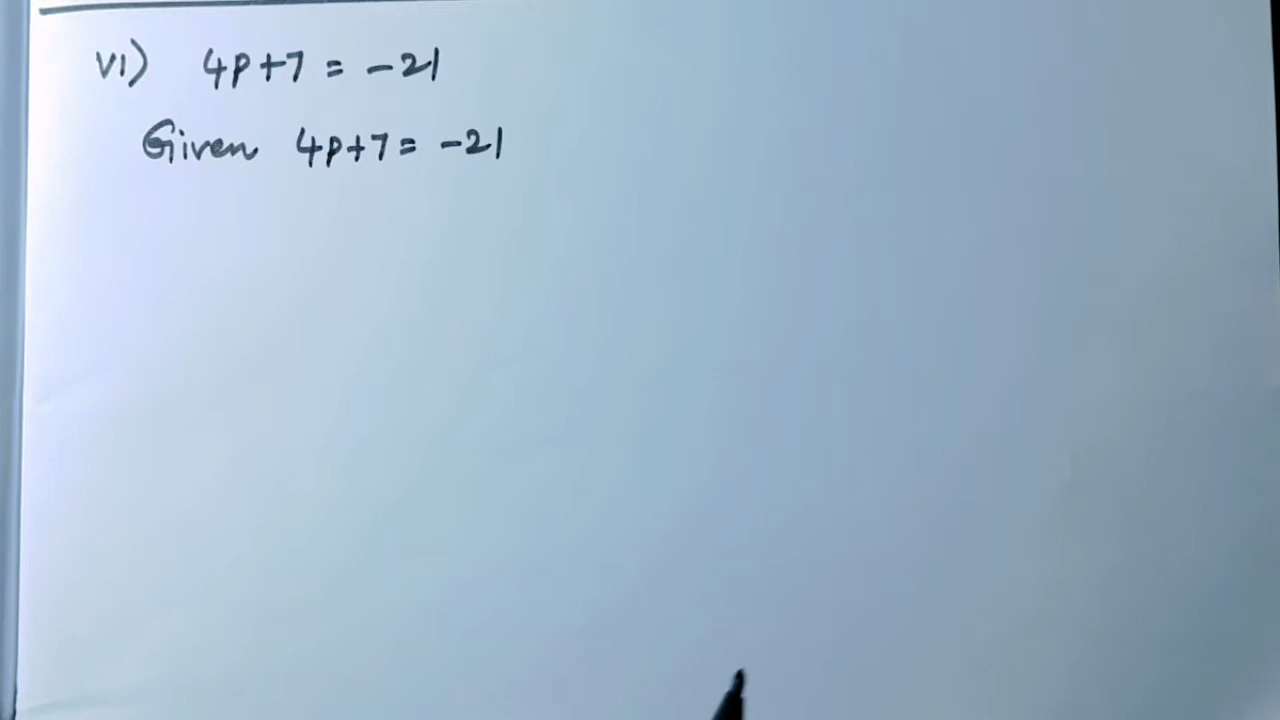 VI) 4P+7 = -21
Given 4P+7 = -21